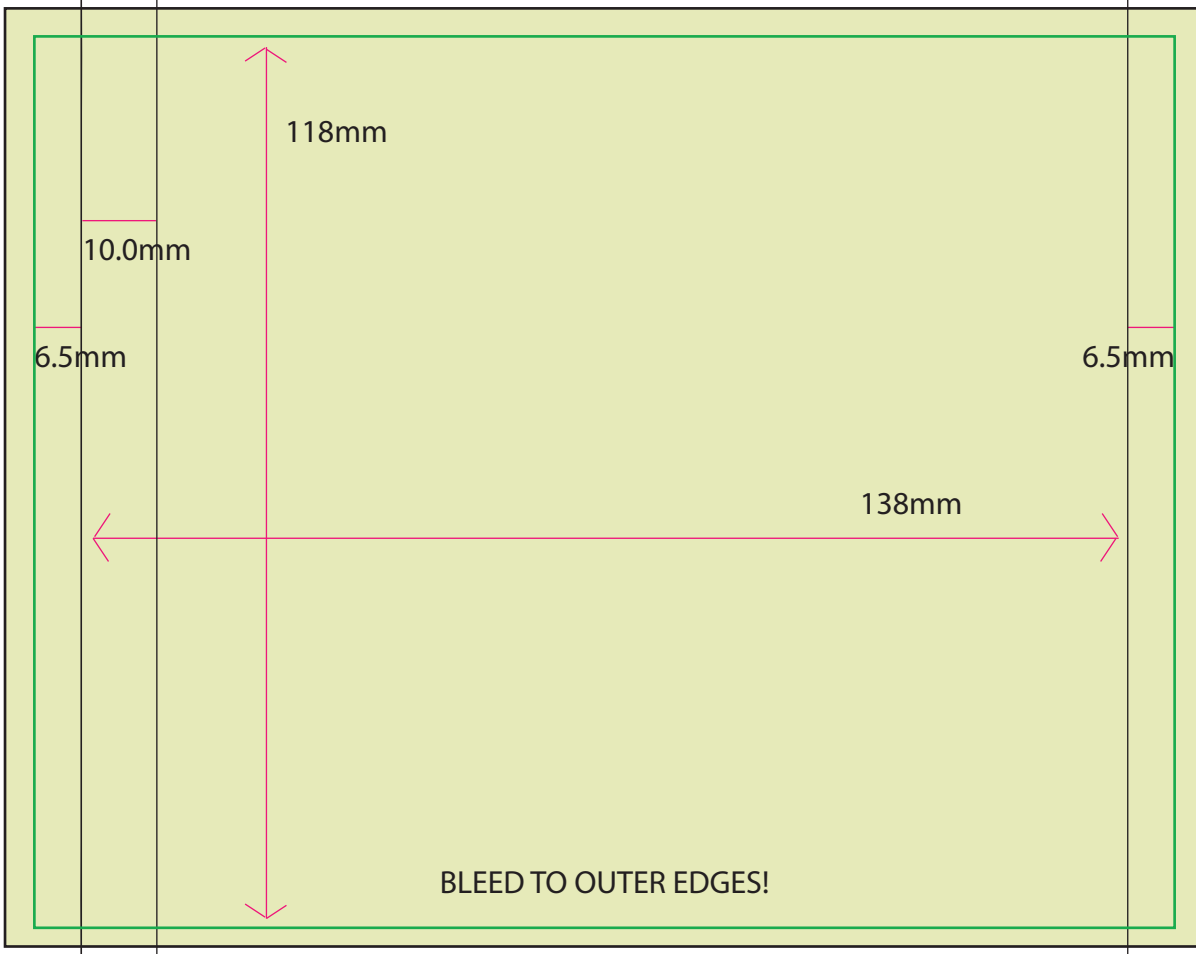 118mm
10.0mm
6.5mm
6.5mm
138mm
BLEED TO OUTER EDGES!